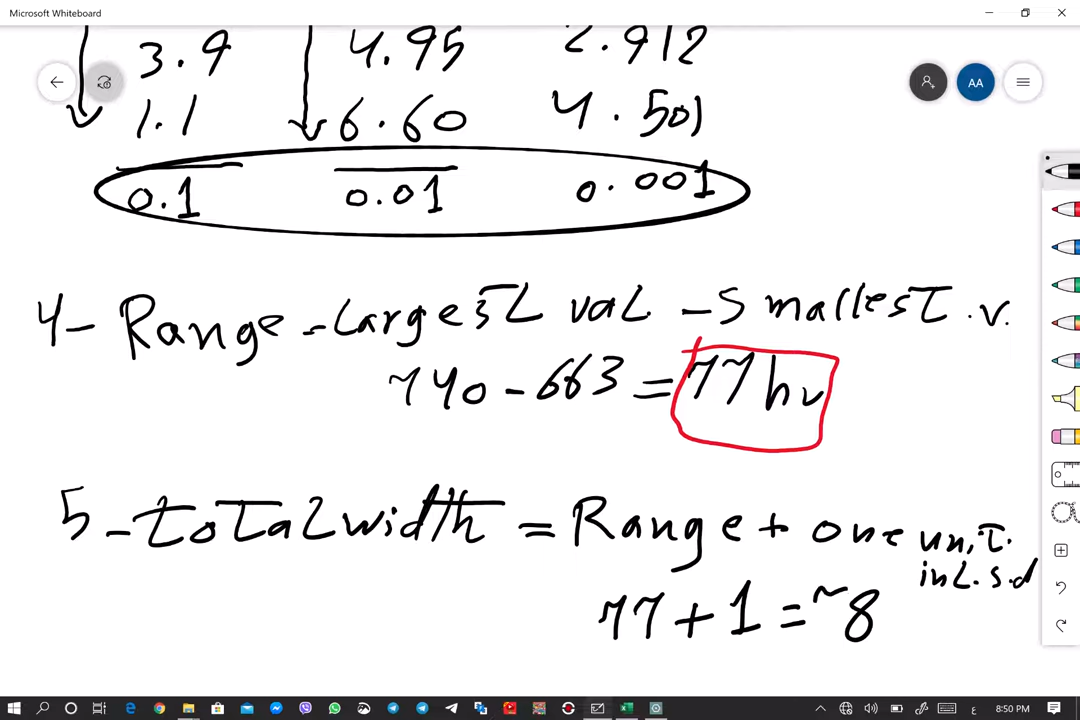 Microsoft Whiteboard
3.9 4.95 2.912
1.1 6.60 4.501
0.1 0.01 0.001
AA
4- Range - Largest val - Smallest .v.
740 - 663 = 77 hv
5 - total width = Range + one unit.
in L.s.d
77 + 1 = 78
8:50 PM